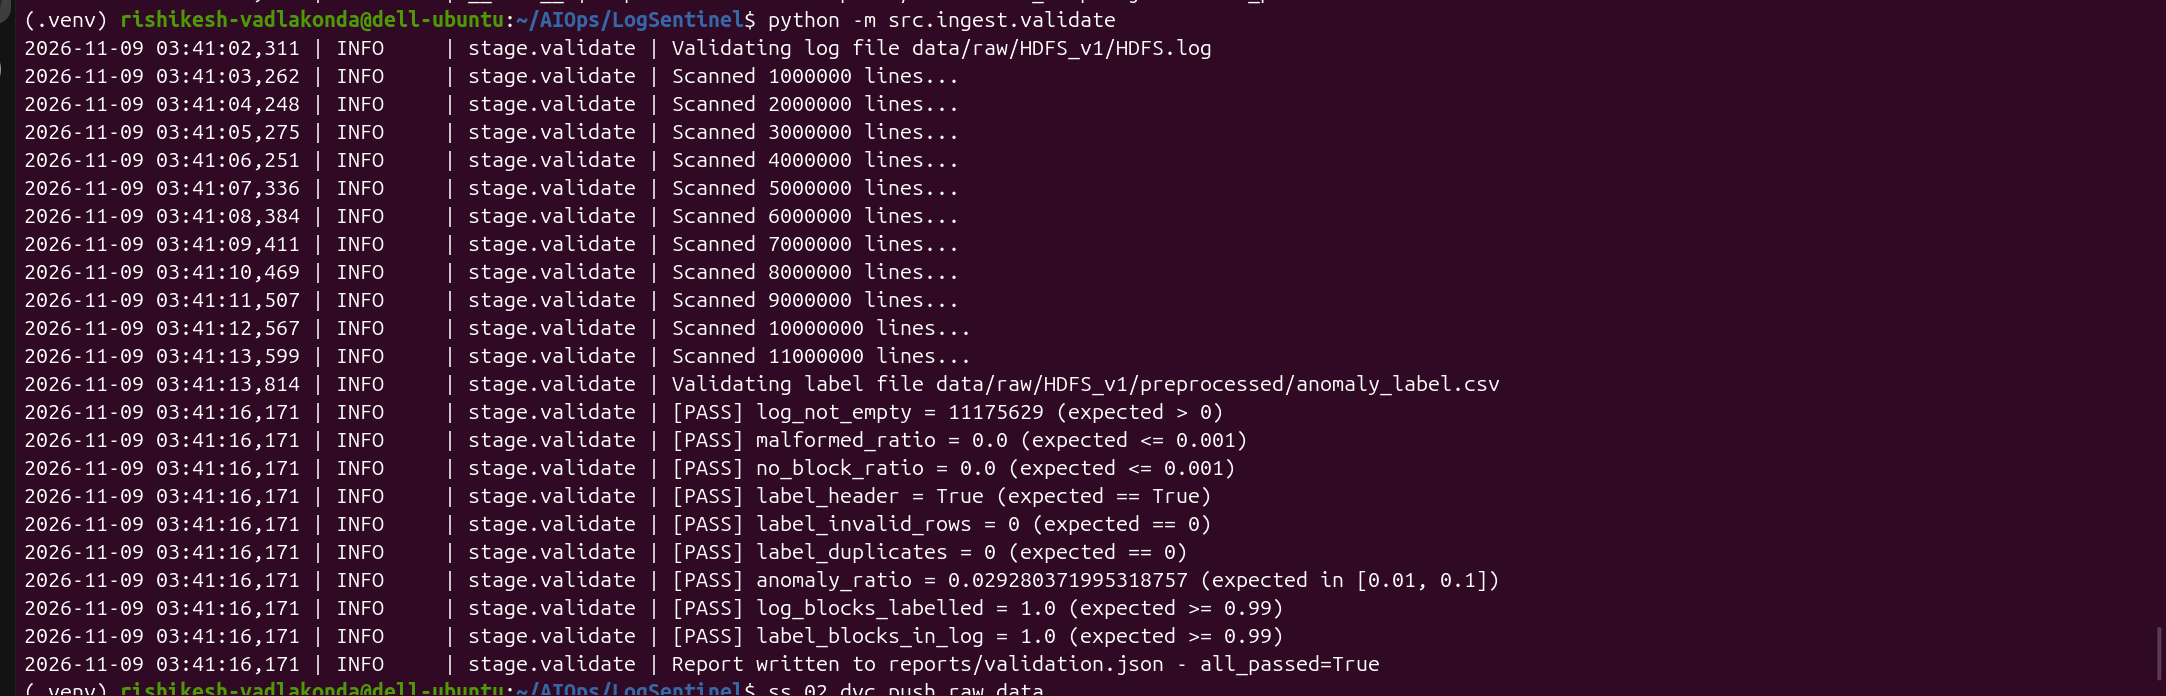 (.venv) rishikesh-vadlakonda@dell-ubuntu:~/AIOps/LogSentinel$ python -m src.ingest.validate
2026-11-09 03:41:02,311 | INFO     | stage.validate | Validating log file data/raw/HDFS_v1/HDFS.log
2026-11-09 03:41:03,262 | INFO     | stage.validate | Scanned 1000000 lines...
2026-11-09 03:41:04,248 | INFO     | stage.validate | Scanned 2000000 lines...
2026-11-09 03:41:05,275 | INFO     | stage.validate | Scanned 3000000 lines...
2026-11-09 03:41:06,251 | INFO     | stage.validate | Scanned 4000000 lines...
2026-11-09 03:41:07,336 | INFO     | stage.validate | Scanned 5000000 lines...
2026-11-09 03:41:08,384 | INFO     | stage.validate | Scanned 6000000 lines...
2026-11-09 03:41:09,411 | INFO     | stage.validate | Scanned 7000000 lines...
2026-11-09 03:41:10,469 | INFO     | stage.validate | Scanned 8000000 lines...
2026-11-09 03:41:11,507 | INFO     | stage.validate | Scanned 9000000 lines...
2026-11-09 03:41:12,567 | INFO     | stage.validate | Scanned 10000000 lines...
2026-11-09 03:41:13,599 | INFO     | stage.validate | Scanned 11000000 lines...
2026-11-09 03:41:13,814 | INFO     | stage.validate | Validating label file data/raw/HDFS_v1/preprocessed/anomaly_label.csv
2026-11-09 03:41:16,171 | INFO     | stage.validate | [PASS] log_not_empty = 11175629 (expected > 0)
2026-11-09 03:41:16,171 | INFO     | stage.validate | [PASS] malformed_ratio = 0.0 (expected <= 0.001)
2026-11-09 03:41:16,171 | INFO     | stage.validate | [PASS] no_block_ratio = 0.0 (expected <= 0.001)
2026-11-09 03:41:16,171 | INFO     | stage.validate | [PASS] label_header = True (expected == True)
2026-11-09 03:41:16,171 | INFO     | stage.validate | [PASS] label_invalid_rows = 0 (expected == 0)
2026-11-09 03:41:16,171 | INFO     | stage.validate | [PASS] label_duplicates = 0 (expected == 0)
2026-11-09 03:41:16,171 | INFO     | stage.validate | [PASS] anomaly_ratio = 0.029280371995318757 (expected in [0.01, 0.1])
2026-11-09 03:41:16,171 | INFO     | stage.validate | [PASS] log_blocks_labelled = 1.0 (expected >= 0.99)
2026-11-09 03:41:16,171 | INFO     | stage.validate | [PASS] label_blocks_in_log = 1.0 (expected >= 0.99)
2026-11-09 03:41:16,171 | INFO     | stage.validate | Report written to reports/validation.json - all_passed=True
(.venv) rishikesh-vadlakonda@dell-ubuntu:~/AIOps/LogSentinel$ ss 02 dvc push raw data